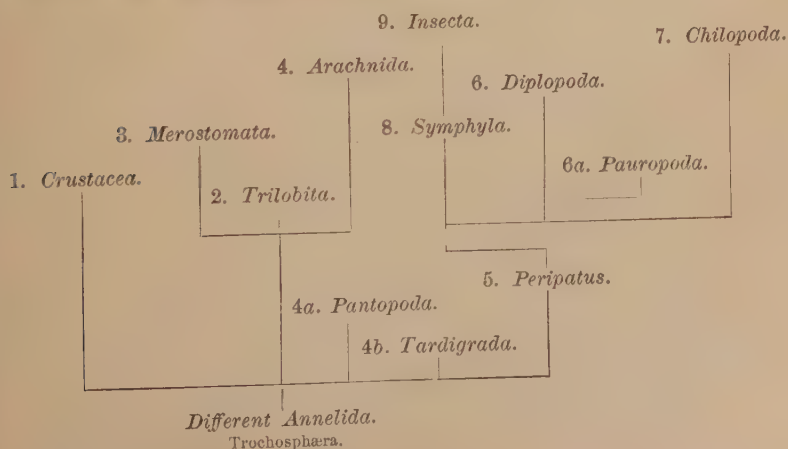 9. Insecta.
7. Chilopoda.
4. Arachnida.
6. Diplopoda.
3. Merostomata.
8. Symphyla.
6a. Pauropoda.
1. Crustacea.
2. Trilobita.
5. Peripatus.
4a. Pantopoda.
4b. Tardigrada.
Different Annelida.
Trochosphæra.